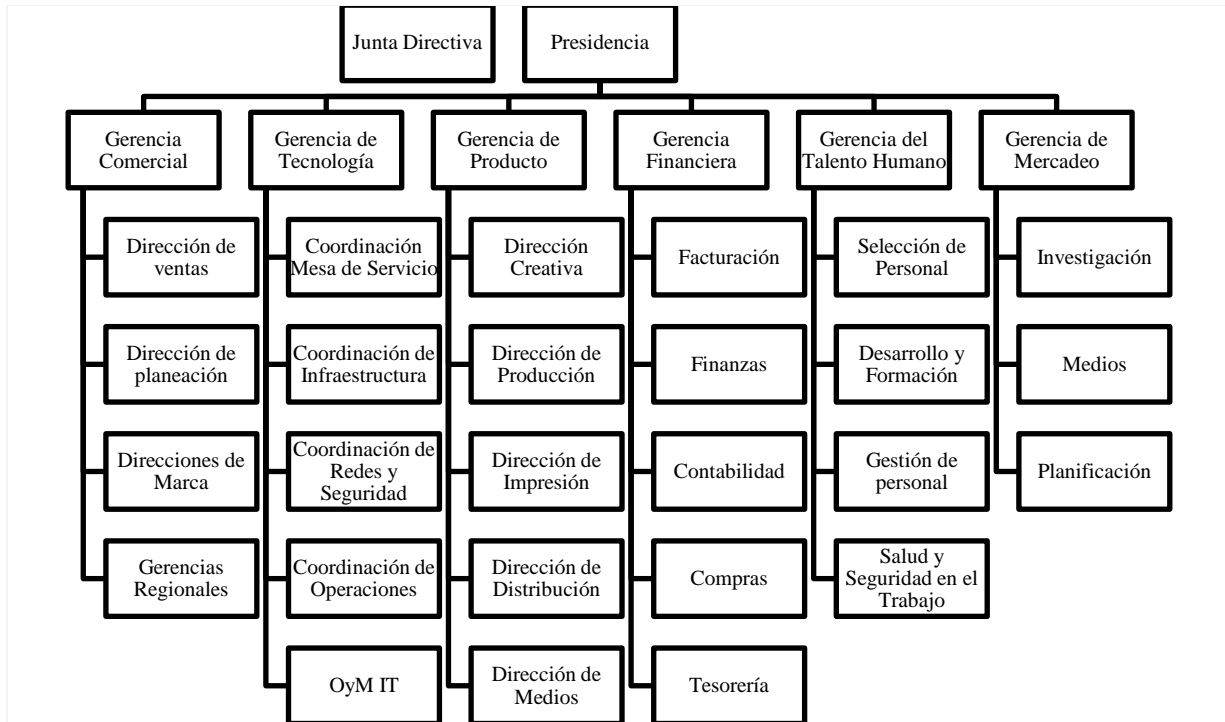 Junta Directiva
Presidencia
Gerencia
Comercial
Gerencia de
Tecnología
Gerencia de
Producto
Gerencia
Financiera
Gerencia del
Talento Humano
Gerencia de
Mercadeo
Dirección de
ventas
Coordinación
Mesa de Servicio
Dirección
Creativa
Facturación
Selección de
Personal
Investigación
Dirección de
planeación
Coordinación de
Infraestructura
Dirección de
Producción
Finanzas
Desarrollo y
Formación
Medios
Direcciones de
Marca
Coordinación de
Redes y
Seguridad
Dirección de
Impresión
Contabilidad
Gestión de
personal
Planificación
Gerencias
Regionales
Coordinación de
Operaciones
Dirección de
Distribución
Compras
Salud y
Seguridad en el
Trabajo
OyM IT
Dirección de
Medios
Tesorería